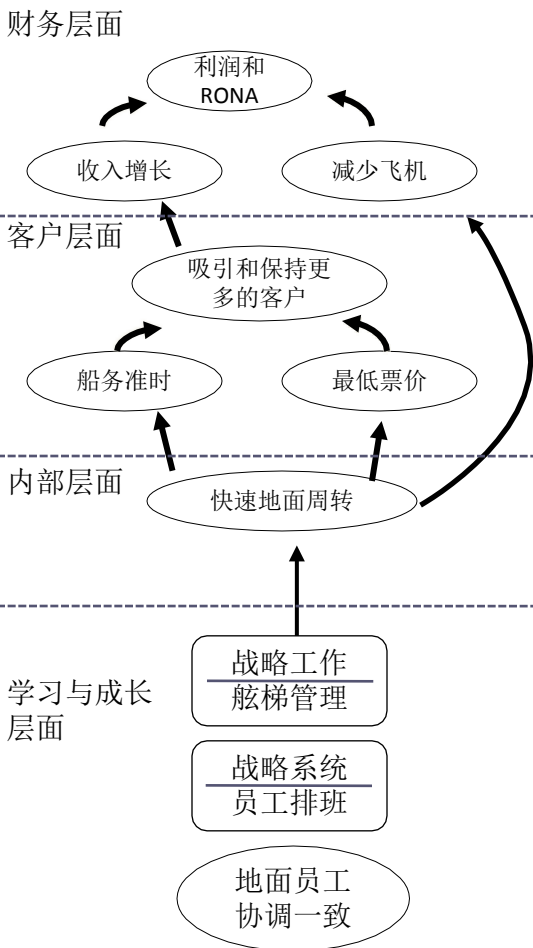 财务层面
利润和
RONA
收入增长
减少飞机
客户层面
吸引和保持更
多的客户
船务准时
最低票价
内部层面
快速地面周转
战略工作
舷梯管理
学习与成长
层面
战略系统
员工排班
地面员工
协调一致